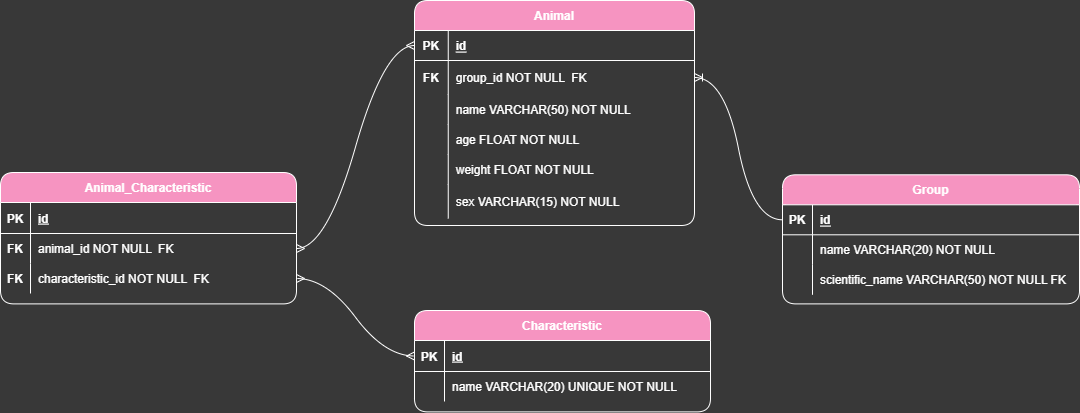 Animal
PK id
FK group_id NOT NULL  FK
name VARCHAR(50) NOT NULL
age FLOAT NOT NULL
weight FLOAT NOT NULL
sex VARCHAR(15) NOT NULL
Animal_Characteristic
PK id
FK animal_id NOT NULL  FK
FK characteristic_id NOT NULL  FK
Group
PK id
name VARCHAR(20) NOT NULL
scientific_name VARCHAR(50) NOT NULL FK
Characteristic
PK id
name VARCHAR(20) UNIQUE NOT NULL